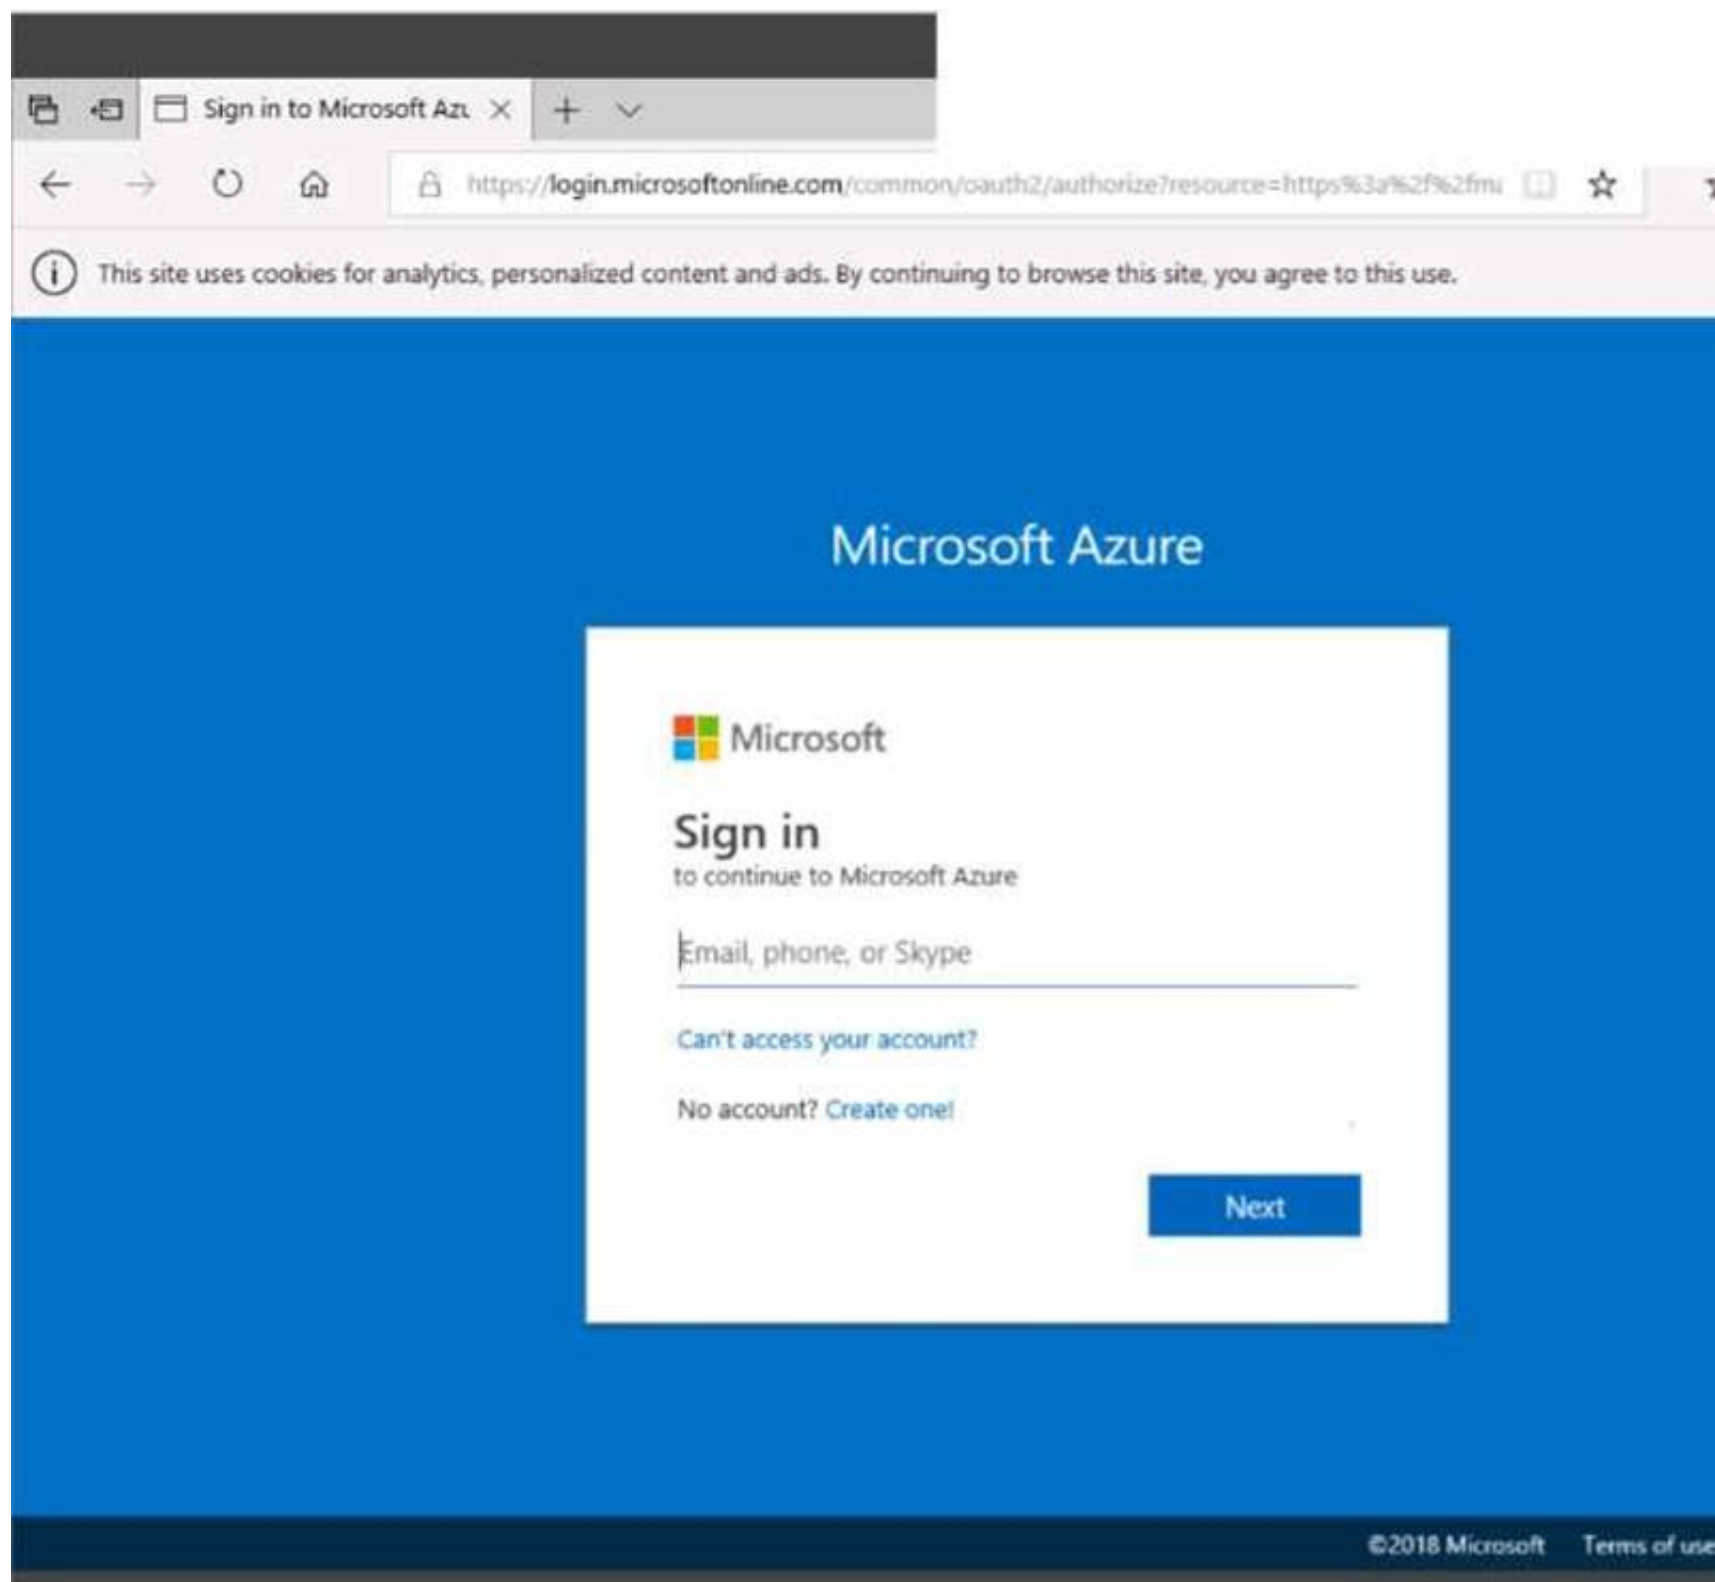 Sign in to Microsoft Azu
https://login.microsoftonline.com/common/oauth2/authorize?resource=https%3a%2f%2fma
This site uses cookies for analytics, personalized content and ads. By continuing to browse this site, you agree to this use.
Microsoft Azure
Microsoft
Sign in
to continue to Microsoft Azure
Email, phone, or Skype
Can't access your account?
No account? Create one!
Next
©2018 Microsoft Terms of use